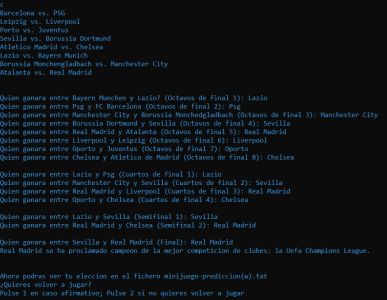 c
Barcelona vs. PSG
Leipzig vs. Liverpool
Porto vs. Juventus
Sevilla vs. Borussia Dortmund
Atletico Madrid vs. Chelsea
Lazio vs. Bayern Munich
Borussia Monchengladbach vs. Manchester City
Atalanta vs. Real Madrid
Quien ganara entre Bayern Munchen y Lazio? (Octavos de final 1): Lazio
Quien ganara entre Psg y FC Barcelona (Octavos de final 2): Psg
Quien ganara entre Manchester City y Borussia Monchedgladbach (Octavos de final 3): Manchester City
Quien ganara entre Borussia Dortmund y Sevilla (Octavos de final 4): Sevilla
Quien ganara entre Real Madrid y Atalanta (Octavos de final 5): Real Madrid
Quien ganara entre Liverpool y Leipzig (Octavos de final 6): Liverpool
Quien ganara entre Oporto y Juventus (Octavos de final 7): Oporto
Quien ganara entre Chelsea y Atletico de Madrid (Octavos de final 8): Chelsea
Quien ganara entre Lazio y Psg (Cuartos de final 1): Lazio
Quien ganara entre Manchester City y Sevilla (Cuartos de final 2): Sevilla
Quien ganara entre Real Madrid y Liverpool (Cuartos de final 3): Real Madrid
Quien ganara entre Oporto y Chelsea (Cuartos de final 4): Chelsea
Quien ganara entre Lazio y Sevilla (Semifinal 1): Sevilla
Quien ganara entre Real Madrid y Chelsea (Semifinal 2): Real Madrid
Quien ganara entre Sevilla y Real Madrid (Final): Real Madrid
Real Madrid se ha proclamado campeon de la mejor competicion de clubes: la Uefa Champions League.
Ahora podras ver tu eleccion en el fichero minijuego-prediccion(w).txt
¿Quieres volver a jugar?
Pulse 1 en caso afirmativo; Pulse 2 si no quieres volver a jugar